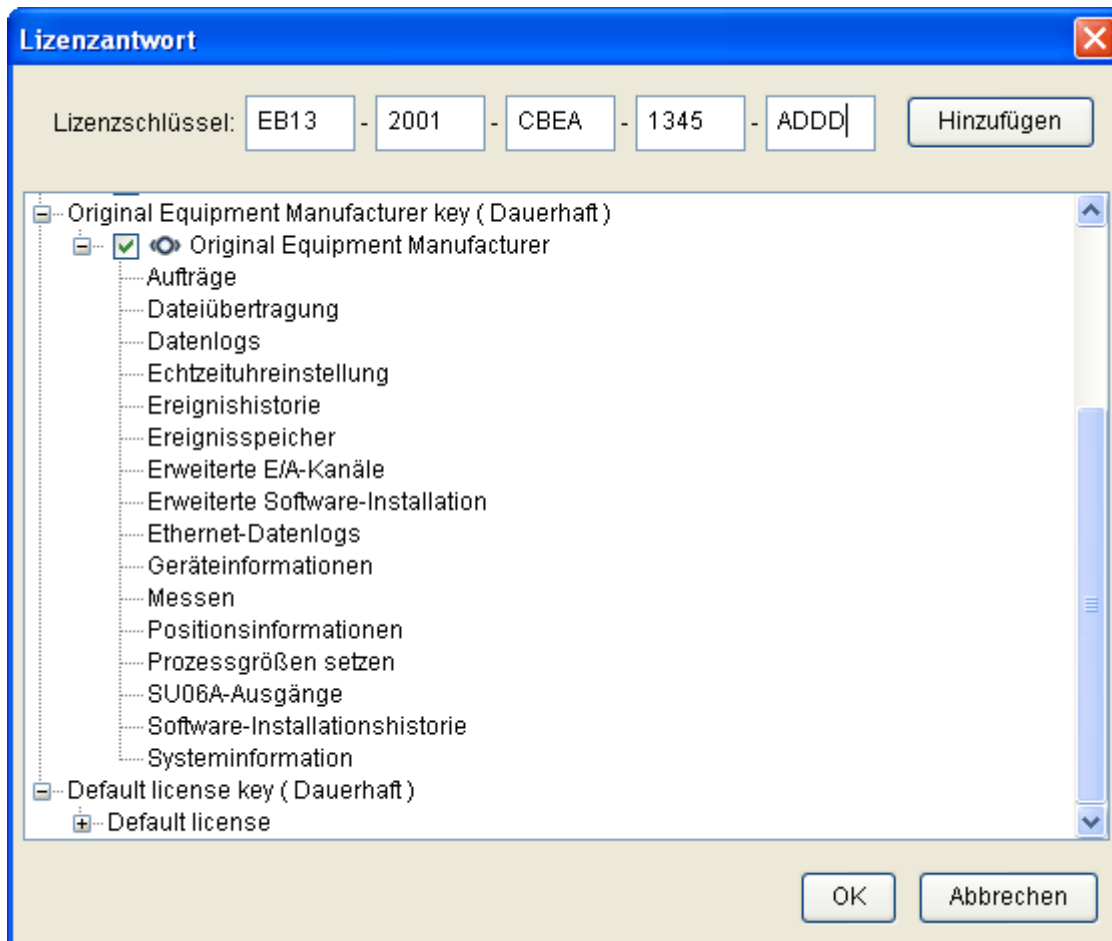 Lizenzantwort
Lizenzschlüssel: EB13 - 2001 - CBEA - 1345 - ADDD Hinzufügen
Original Equipment Manufacturer key ( Dauerhaft )
Original Equipment Manufacturer
Aufträge
Dateiübertragung
Datenlogs
Echtzeituhreinstellung
Ereignishistorie
Ereignisspeicher
Erweiterte E/A-Kanäle
Erweiterte Software-Installation
Ethernet-Datenlogs
Geräteinformationen
Messen
Positionsinformationen
Prozessgrößen setzen
SU06A-Ausgänge
Software-Installationshistorie
Systeminformation
Default license key ( Dauerhaft )
Default license
OK Abbrechen